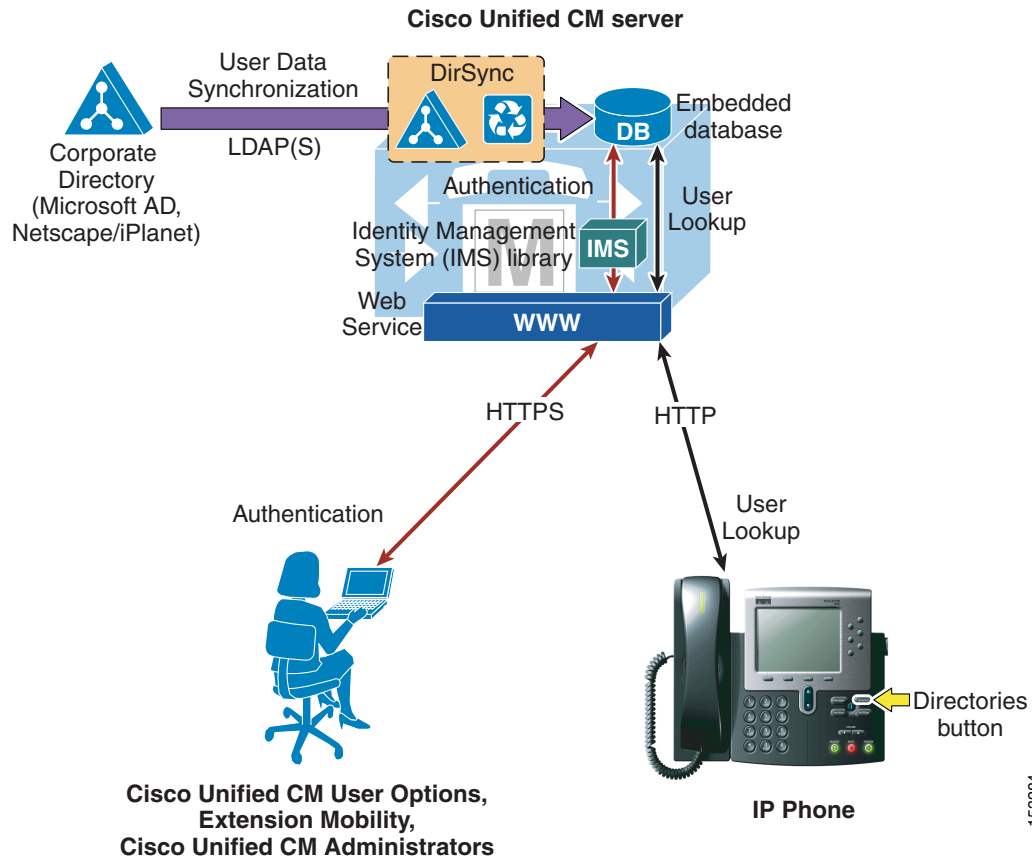 Cisco Unified CM server
User Data
Synchronization
LDAP(S)
DirSync
DB
Embedded
database
Corporate
Directory
(Microsoft AD,
Netscape/iPlanet)
Authentication
User
Lookup
Identity Management
System (IMS) library
IMS
M
Web
Service
WWW
HTTPS
HTTP
Authentication
User
Lookup
Directories
button
Cisco Unified CM User Options,
Extension Mobility,
Cisco Unified CM Administrators
IP Phone